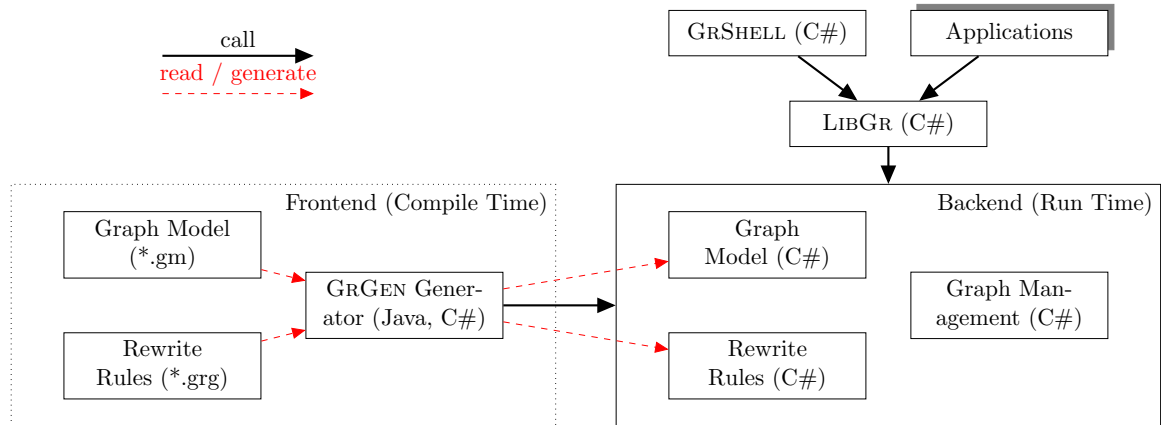 call
read / generate
GRSHELL (C#)
Applications
LIBGR (C#)
Frontend (Compile Time)
Graph Model
(*.gm)
GRGEN Gener-
ator (Java, C#)
Rewrite
Rules (*.grg)
Backend (Run Time)
Graph
Model (C#)
Graph Man-
agement (C#)
Rewrite
Rules (C#)